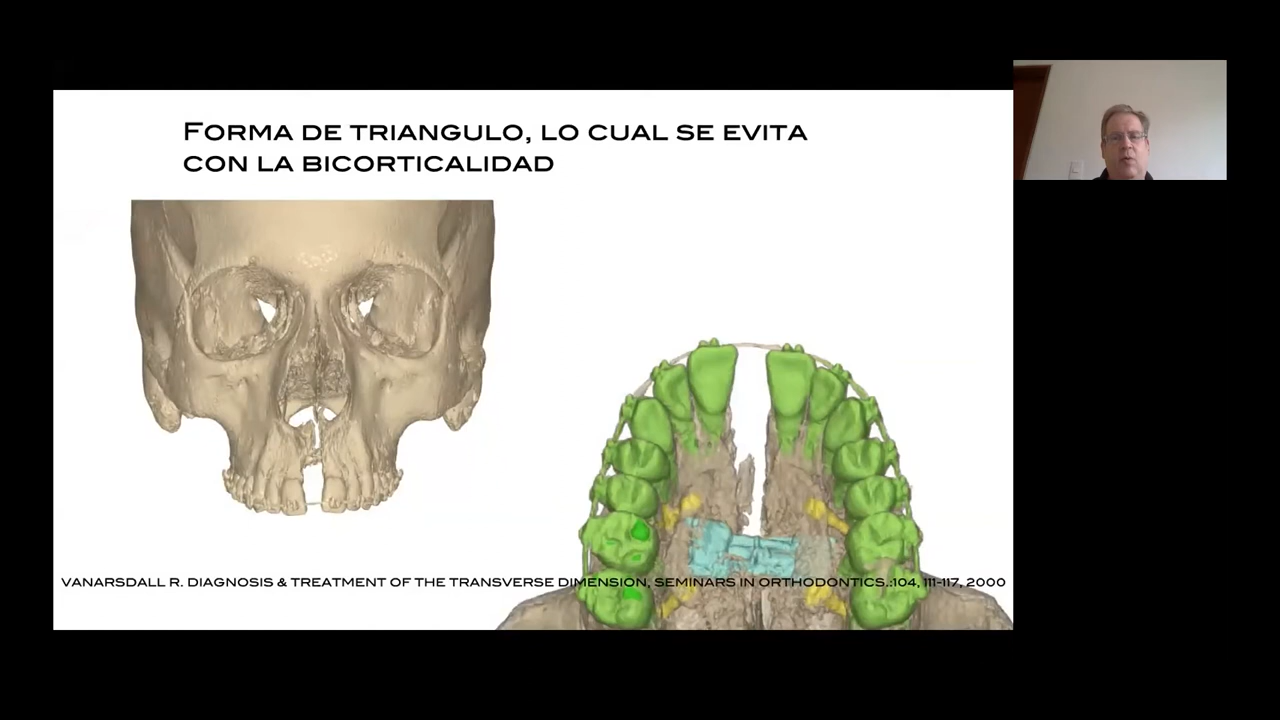 FORMA DE TRIANGULO, LO CUAL SE EVITA
CON LA BICORTICALIDAD
VANARSDALL R. DIAGNOSIS & TREATMENT OF THE TRANSVERSE DIMENSION, SEMINARS IN ORTHODONTICS.:104, 111-117, 2000